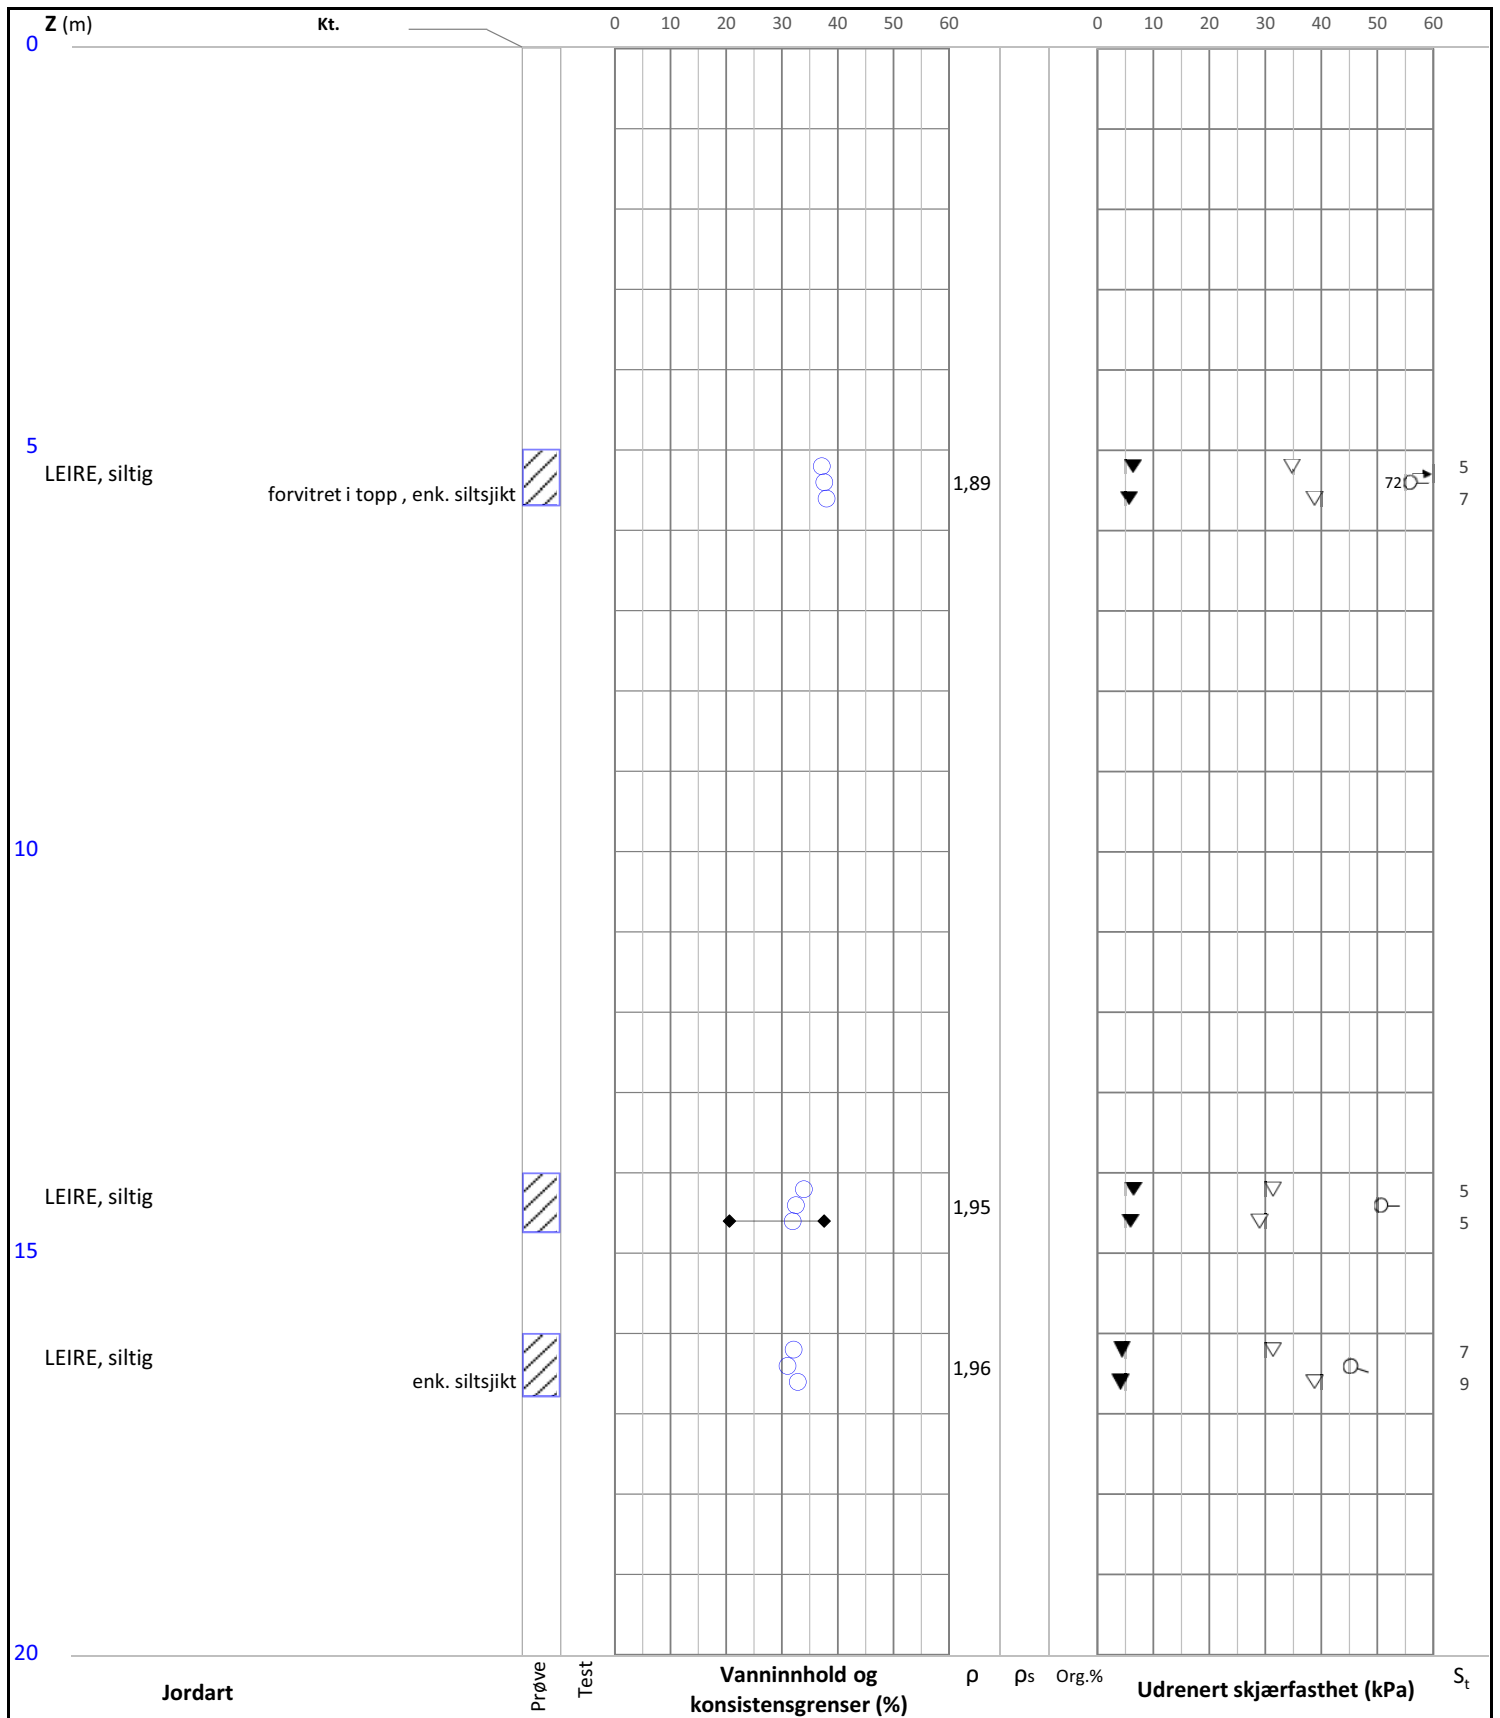 Z (m) Kt. 0 10 20 30 40 50 60 0 10 20 30 40 50 60
0
5
LEIRE, siltig 5
forvitret i topp , enk. siltsjikt 1,89 72 7
10
LEIRE, siltig 5
1,95
5
15
LEIRE, siltig 7
1,96
enk. siltsjikt 9
20
Jordart Prøve Test Vanninnhold og ρ ρs Org.% Udrenert skjærfasthet (kPa) St
konsistensgrenser (%)